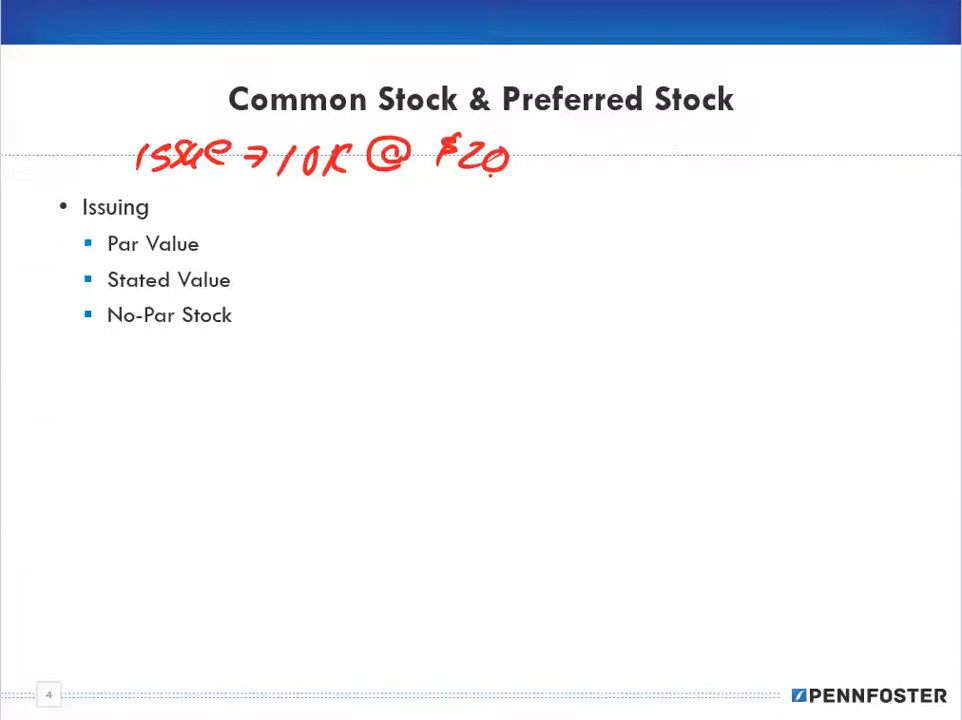 Common Stock & Preferred Stock
issue → 10K @ $20
• Issuing
▪ Par Value
▪ Stated Value
▪ No-Par Stock
4
PENNFOSTER